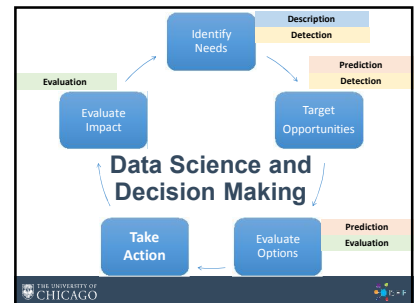 Description
Detection
Identify
Needs
Prediction
Detection
Evaluation
Evaluate
Impact
Target
Opportunities
Data Science and
Decision Making
Take
Action
Evaluate
Options
Prediction
Evaluation
THE UNIVERSITY OF
CHICAGO